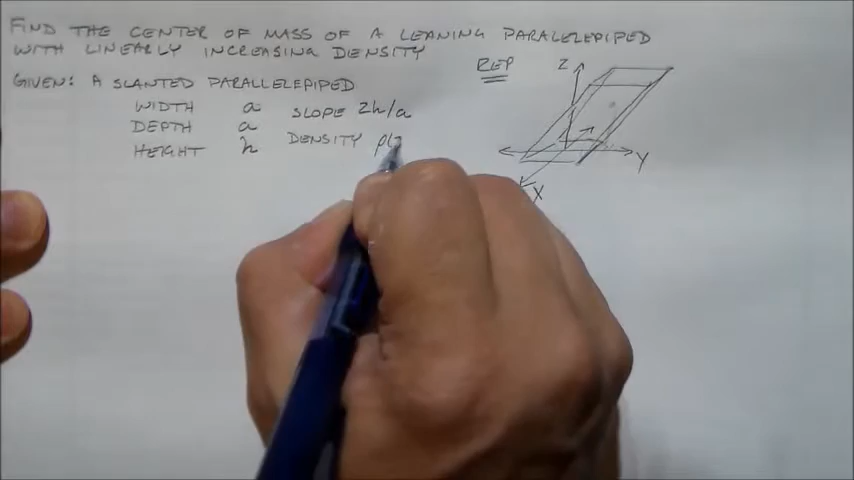 FIND THE CENTER OF MASS OF A LEANING PARALELEPIPED
WITH LINEARLY INCREASING DENSITY
GIVEN: A SLANTED PARALLELEPIPED
WIDTH a SLOPE 2h/a
DEPTH a DENSITY ρ(
HEIGHT h
REP
Z
Y
X